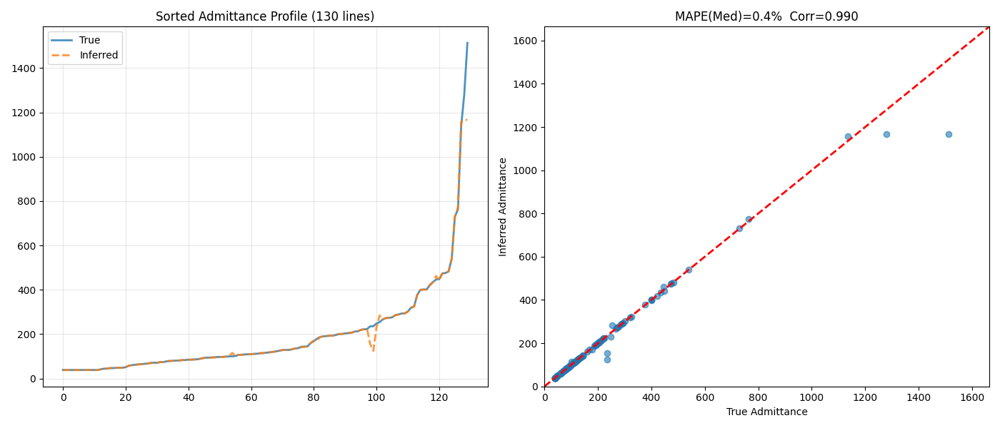 Sorted Admittance Profile (130 lines)
True
Inferred
1400
1200
1000
800
600
400
200
0
0 20 40 60 80 100 120
MAPE(Med)=0.4%  Corr=0.990
Inferred Admittance
1600
1400
1200
1000
800
600
400
200
0
0 200 400 600 800 1000 1200 1400 1600
True Admittance